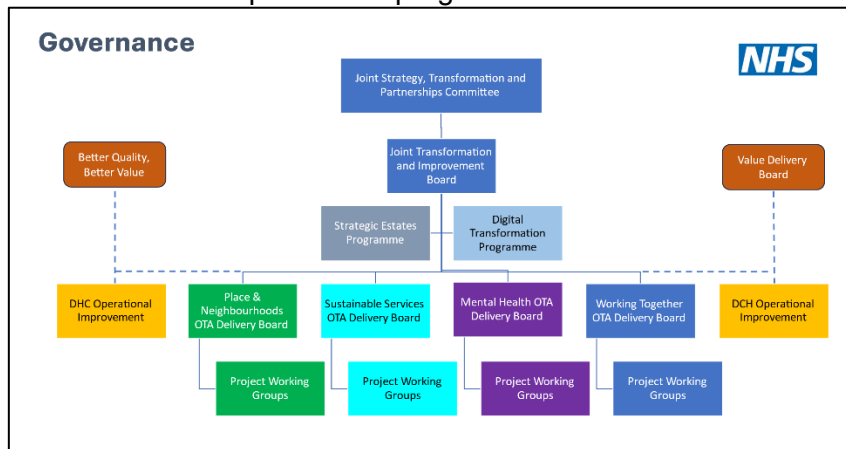 Governance
NHS
Joint Strategy, Transformation and
Partnerships Committee
Better Quality,
Better Value
Joint Transformation
and Improvement
Board
Value Delivery
Board
Strategic Estates
Programme
Digital
Transformation
Programme
DHC Operational
Improvement
Place &
Neighbourhoods
OTA Delivery Board
Sustainable Services
OTA Delivery Board
Mental Health OTA
Delivery Board
Working Together
OTA Delivery Board
DCH Operational
Improvement
Project Working
Groups
Project Working
Groups
Project Working
Groups
Project Working
Groups